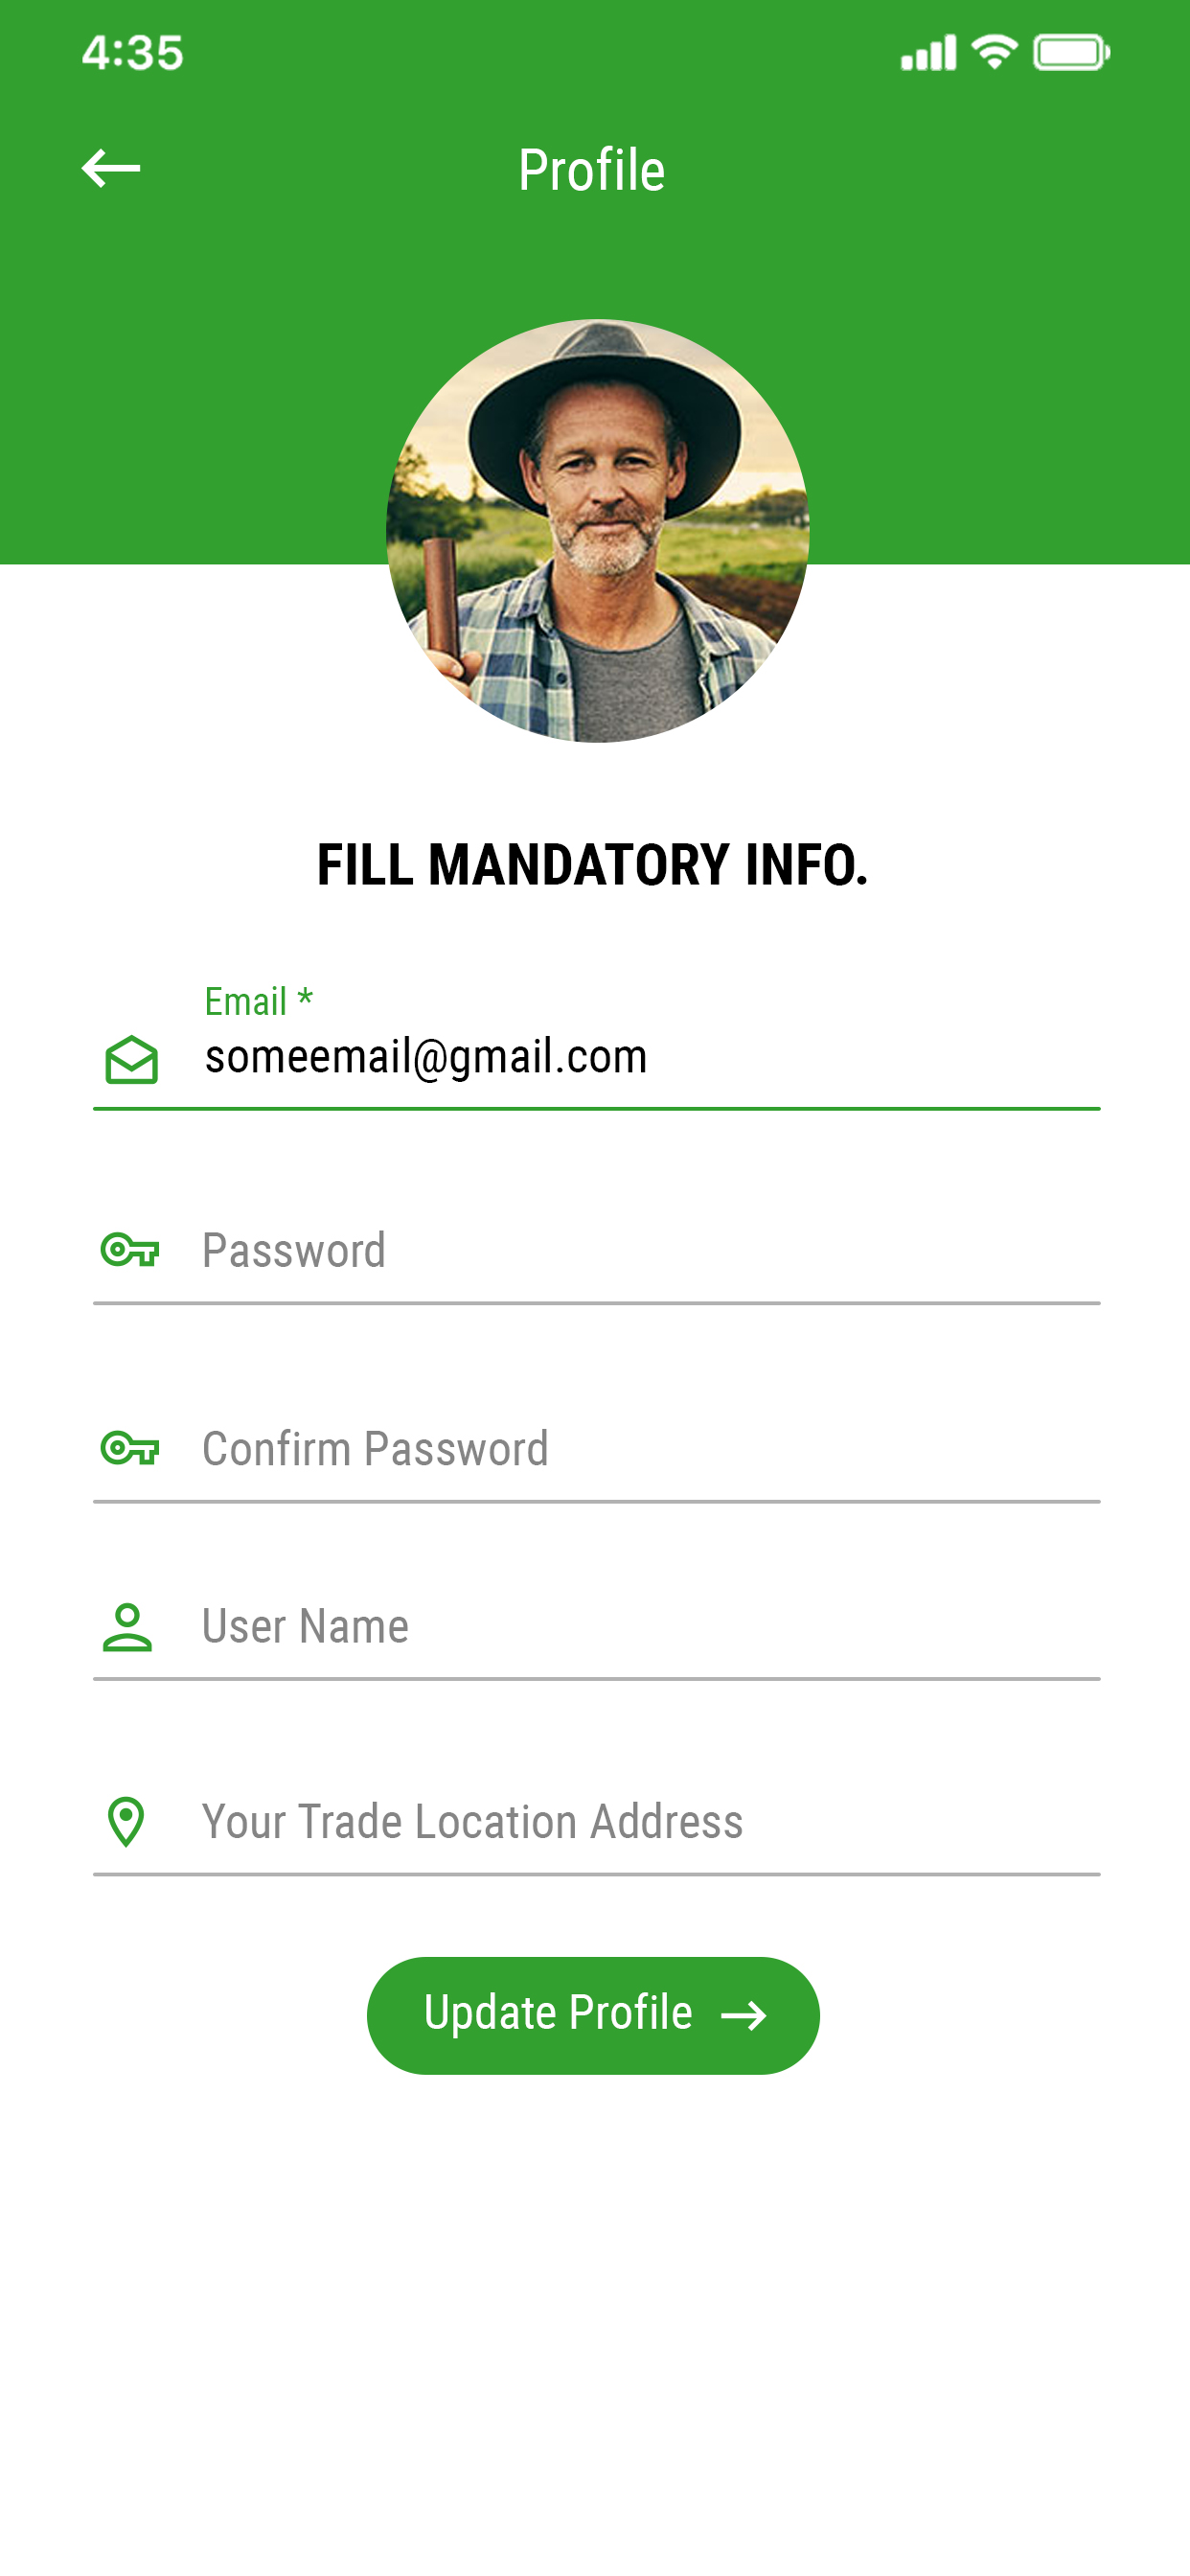 4:35
Profile
FILL MANDATORY INFO.
Email *
someemail@gmail.com
Password
Confirm Password
User Name
Your Trade Location Address
Update Profile